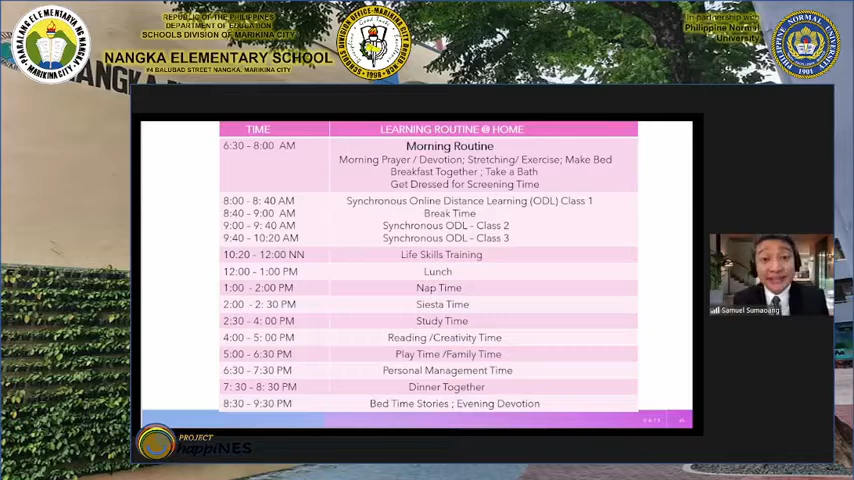 REPUBLIC OF THE PHILIPPINES
DEPARTMENT OF EDUCATION
SCHOOLS DIVISION OF MARIKINA CITY
NANGKA ELEMENTARY SCHOOL
#4 BALUBAD STREET NANGKA, MARIKINA CITY
In partnership with
Philippine Normal
University
TIME LEARNING ROUTINE @ HOME
6:30 - 8:00 AM Morning Routine
Morning Prayer / Devotion; Stretching/ Exercise; Make Bed
Breakfast Together ; Take a Bath
Get Dressed for Screening Time
8:00 - 8: 40 AM Synchronous Online Distance Learning (ODL) Class 1
8:40 - 9:00 AM Break Time
9:00 - 9: 40 AM Synchronous ODL - Class 2
9:40 - 10:20 AM Synchronous ODL - Class 3
10:20 - 12:00 NN Life Skills Training
12:00 - 1:00 PM Lunch
1:00 - 2:00 PM Nap Time
2:00 - 2: 30 PM Siesta Time
2:30 - 4: 00 PM Study Time
4:00 - 5: 00 PM Reading /Creativity Time
5:00 - 6:30 PM Play Time /Family Time
6:30 - 7:30 PM Personal Management Time
7: 30 - 8: 30 PM Dinner Together
8:30 - 9:30 PM Bed Time Stories ; Evening Devotion
Samuel Sumaoang
PROJECT
happiNES